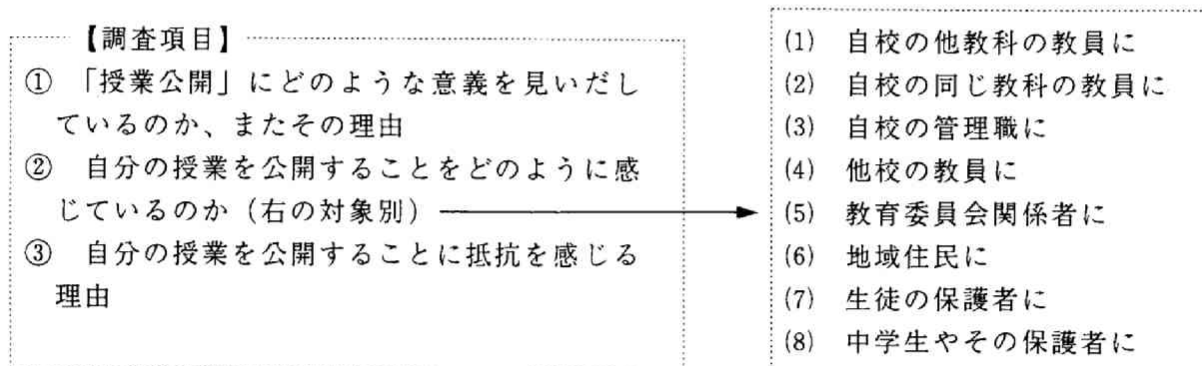 【調査項目】
① 「授業公開」にどのような意義を見いだし
ているのか、またその理由
② 自分の授業を公開することをどのように感
じているのか（右の対象別）
③ 自分の授業を公開することに抵抗を感じる
理由
(1) 自校の他教科の教員に
(2) 自校の同じ教科の教員に
(3) 自校の管理職に
(4) 他校の教員に
(5) 教育委員会関係者に
(6) 地域住民に
(7) 生徒の保護者に
(8) 中学生やその保護者に